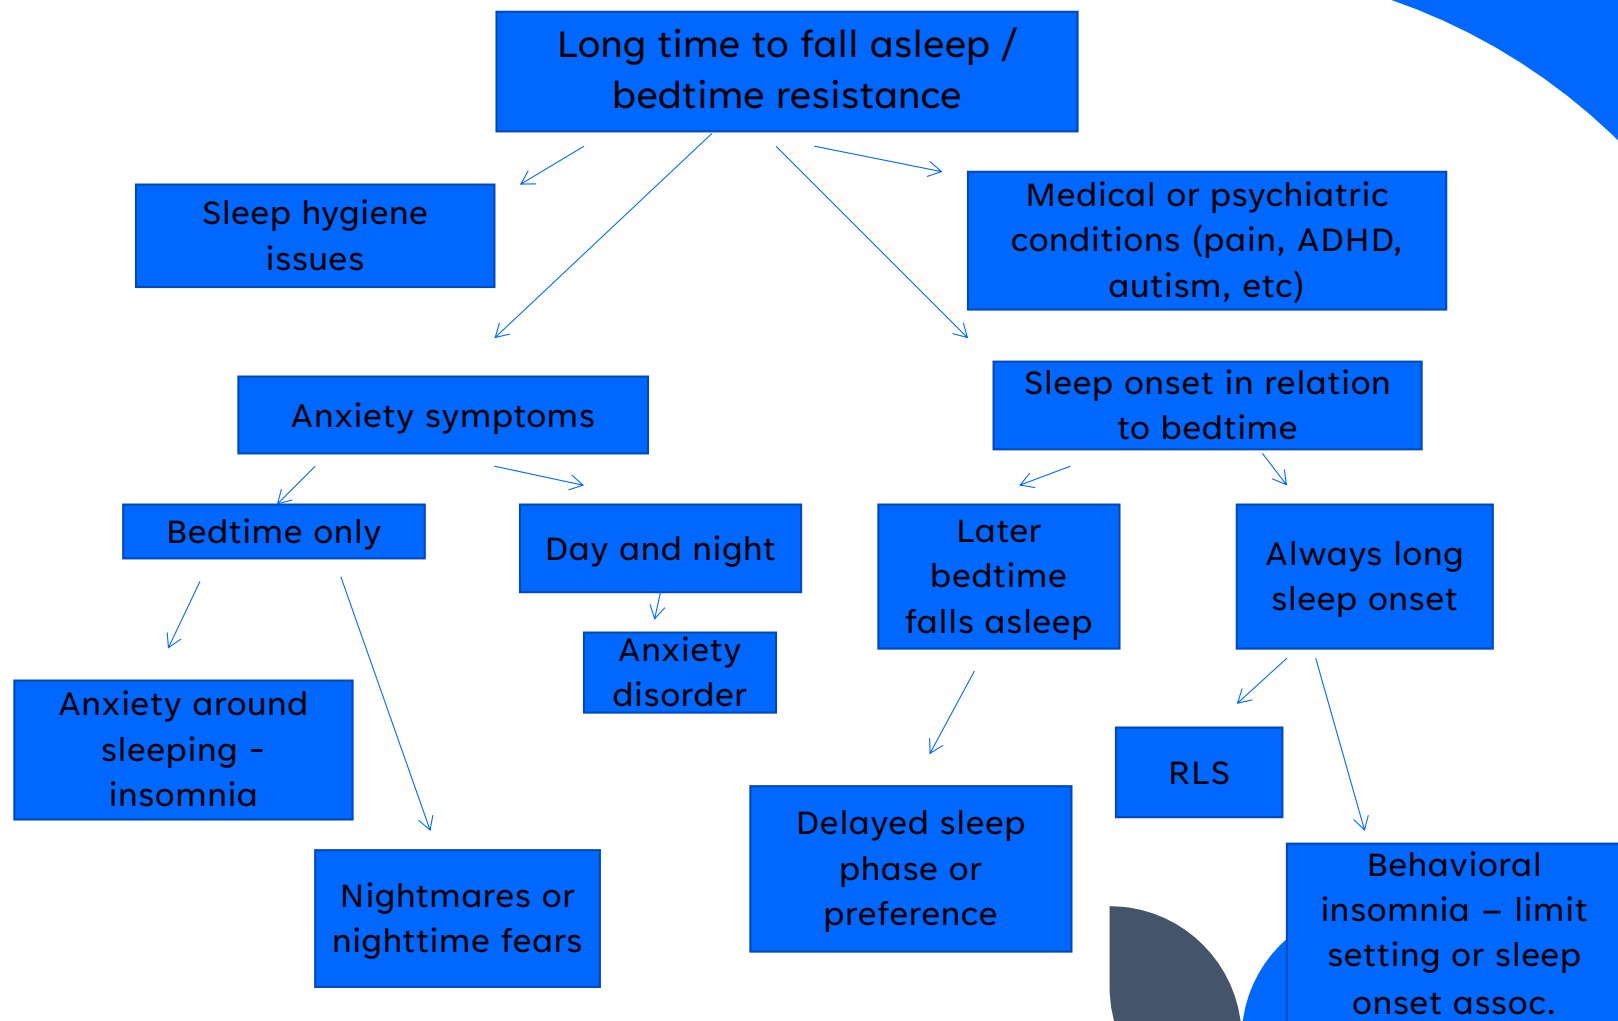 Long time to fall asleep /
bedtime resistance
Sleep hygiene
issues
Medical or psychiatric
conditions (pain, ADHD,
autism, etc)
Anxiety symptoms
Sleep onset in relation
to bedtime
Bedtime only
Day and night
Later
bedtime
falls asleep
Always long
sleep onset
Anxiety
disorder
Anxiety around
sleeping -
insomnia
RLS
Nightmares or
nighttime fears
Delayed sleep
phase or
preference
Behavioral
insomnia – limit
setting or sleep
onset assoc.